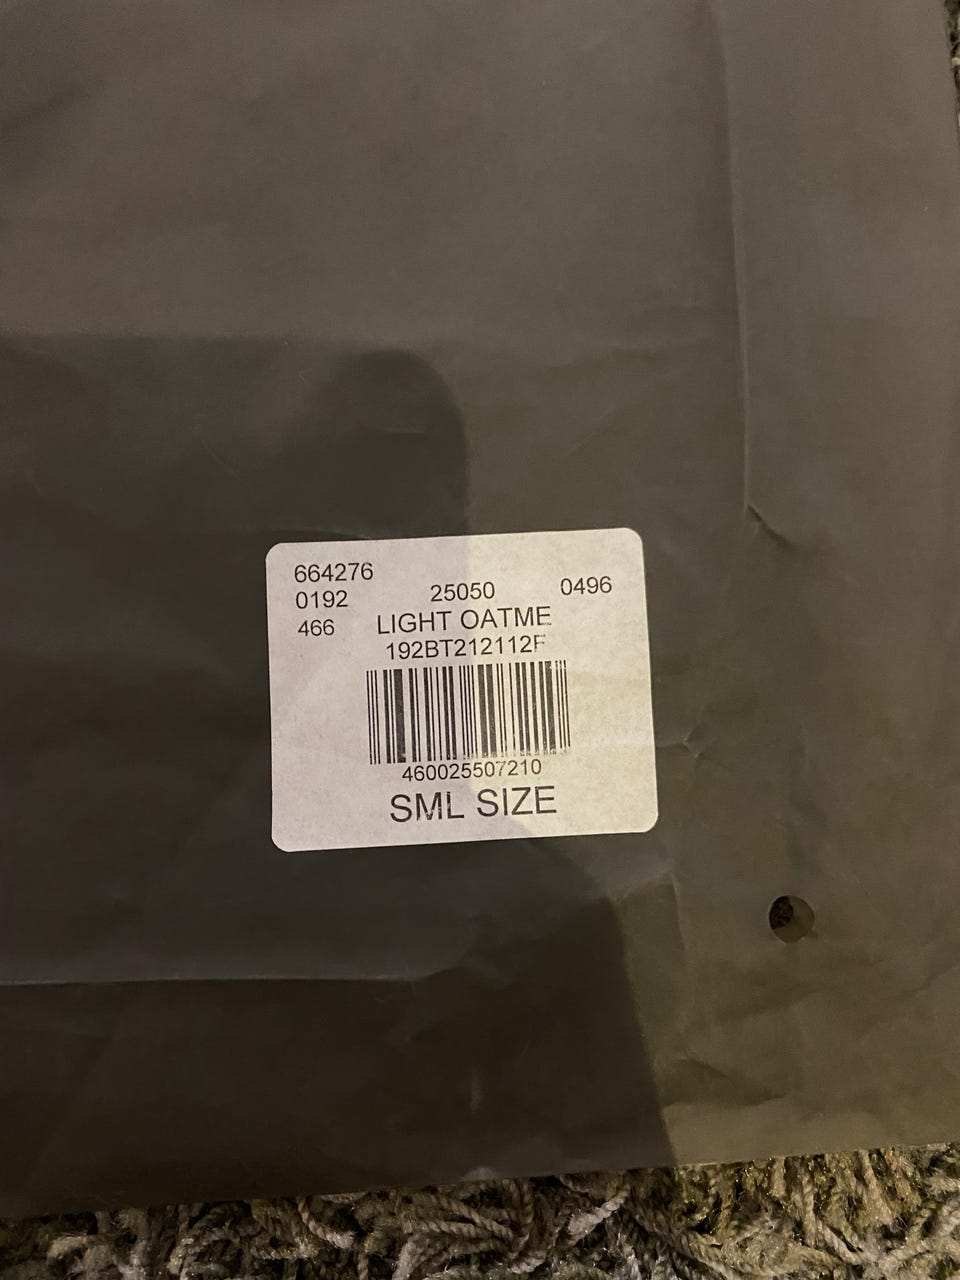 664276
0192 25050 0496
466 LIGHT OATME
192BT212112F
460025507210
SML SIZE